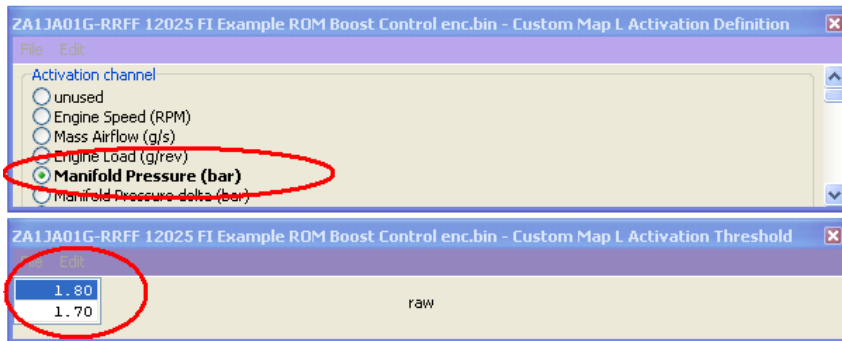 ZA1JA01G-RRFF 12025 FI Example ROM Boost Control enc.bin - Custom Map L Activation Definition
File Edit
Activation channel
unused
Engine Speed (RPM)
Mass Airflow (g/s)
Engine Load (g/rev)
Manifold Pressure (bar)
Manifold Pressure delta (bar)
ZA1JA01G-RRFF 12025 FI Example ROM Boost Control enc.bin - Custom Map L Activation Threshold
File Edit
1.80
raw
1.70